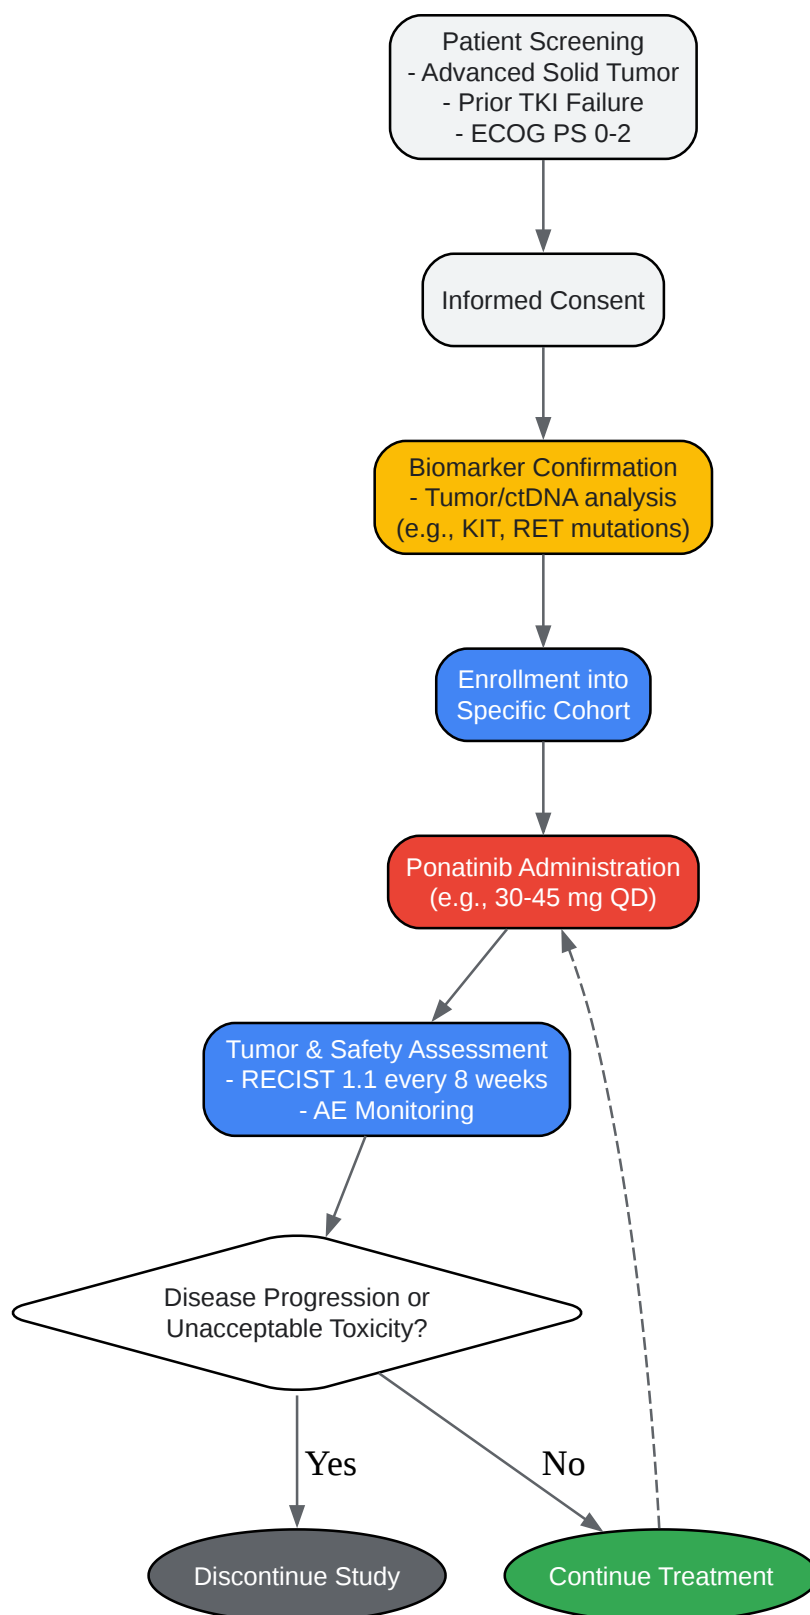 Patient Screening
- Advanced Solid Tumor
- Prior TKI Failure
- ECOG PS 0-2
Informed Consent
Biomarker Confirmation
- Tumor/ctDNA analysis
(e.g., KIT, RET mutations)
Enrollment into
Specific Cohort
Ponatinib Administration
(e.g., 30-45 mg QD)
Tumor & Safety Assessment
- RECIST 1.1 every 8 weeks
- AE Monitoring
Disease Progression or
Unacceptable Toxicity?
Yes
No
Discontinue Study
Continue Treatment